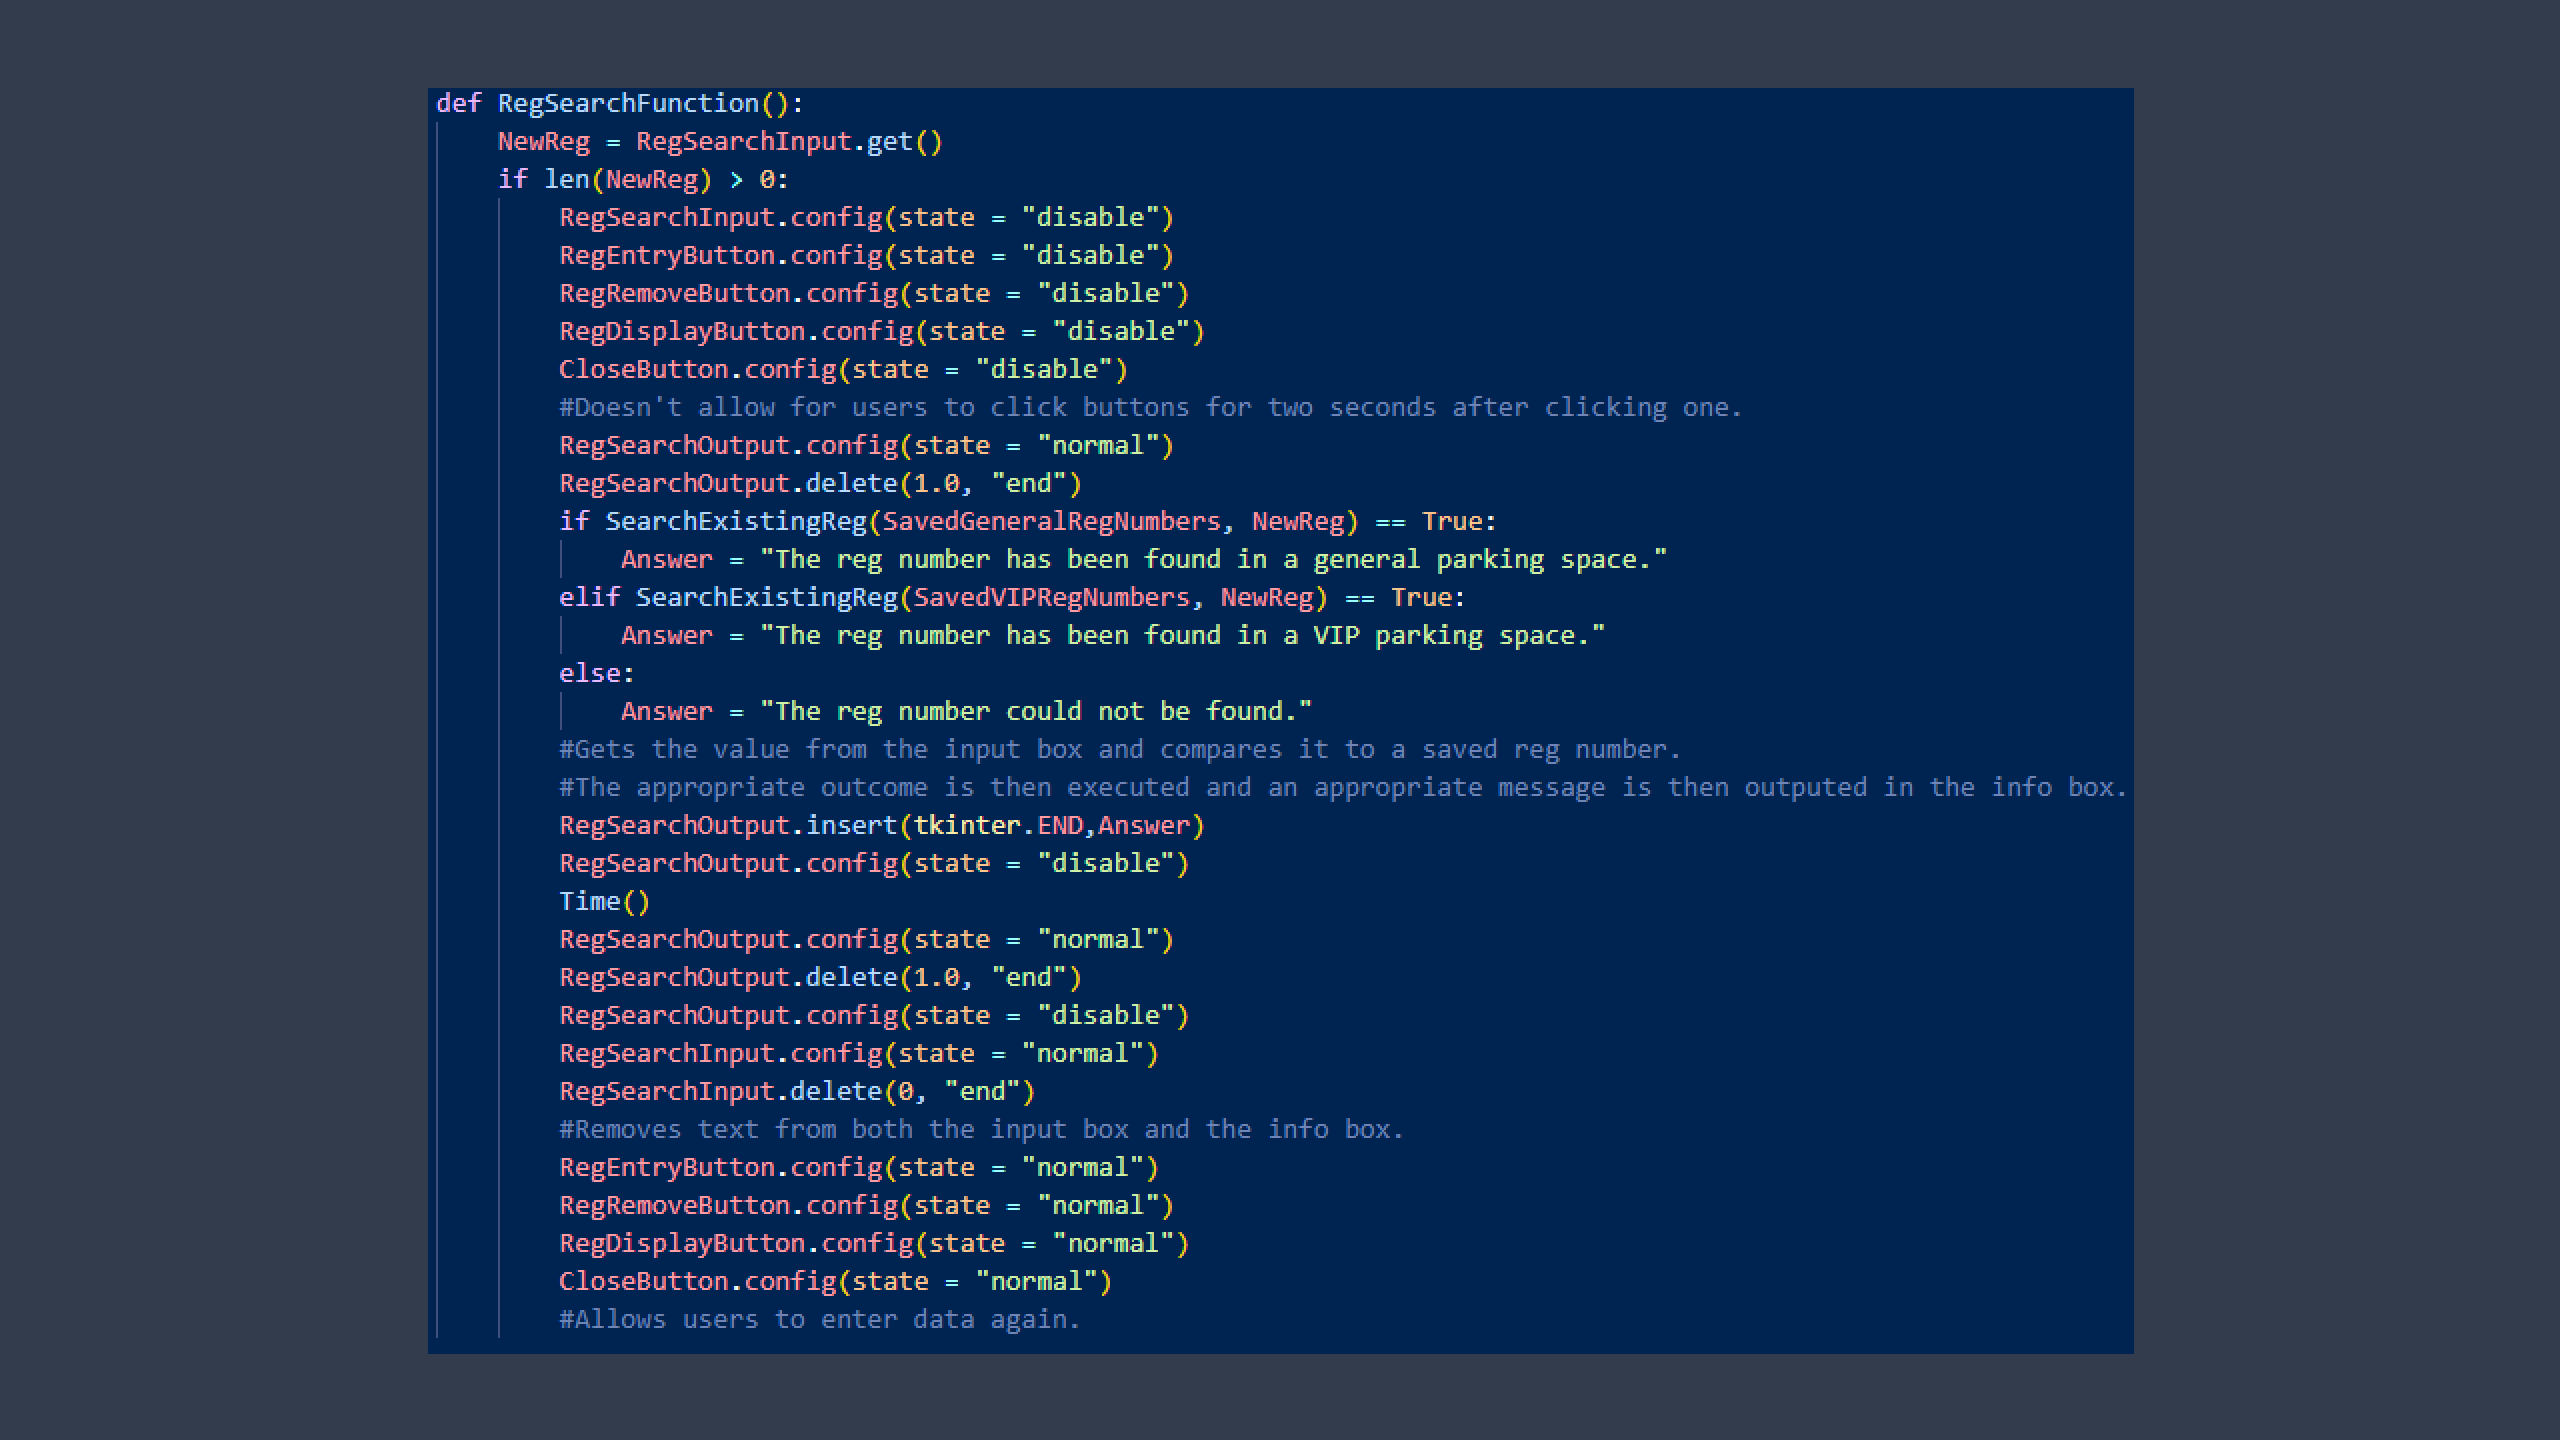 def RegSearchFunction():
    NewReg = RegSearchInput.get()
    if len(NewReg) > 0:
        RegSearchInput.config(state = "disable")
        RegEntryButton.config(state = "disable")
        RegRemoveButton.config(state = "disable")
        RegDisplayButton.config(state = "disable")
        CloseButton.config(state = "disable")
        #Doesn't allow for users to click buttons for two seconds after clicking one.
        RegSearchOutput.config(state = "normal")
        RegSearchOutput.delete(1.0, "end")
        if SearchExistingReg(SavedGeneralRegNumbers, NewReg) == True:
            Answer = "The reg number has been found in a general parking space."
        elif SearchExistingReg(SavedVIPRegNumbers, NewReg) == True:
            Answer = "The reg number has been found in a VIP parking space."
        else:
            Answer = "The reg number could not be found."
        #Gets the value from the input box and compares it to a saved reg number.
        #The appropriate outcome is then executed and an appropriate message is then outputed in the info box.
        RegSearchOutput.insert(tkinter.END,Answer)
        RegSearchOutput.config(state = "disable")
        Time()
        RegSearchOutput.config(state = "normal")
        RegSearchOutput.delete(1.0, "end")
        RegSearchOutput.config(state = "disable")
        RegSearchInput.config(state = "normal")
        RegSearchInput.delete(0, "end")
        #Removes text from both the input box and the info box.
        RegEntryButton.config(state = "normal")
        RegRemoveButton.config(state = "normal")
        RegDisplayButton.config(state = "normal")
        CloseButton.config(state = "normal")
        #Allows users to enter data again.